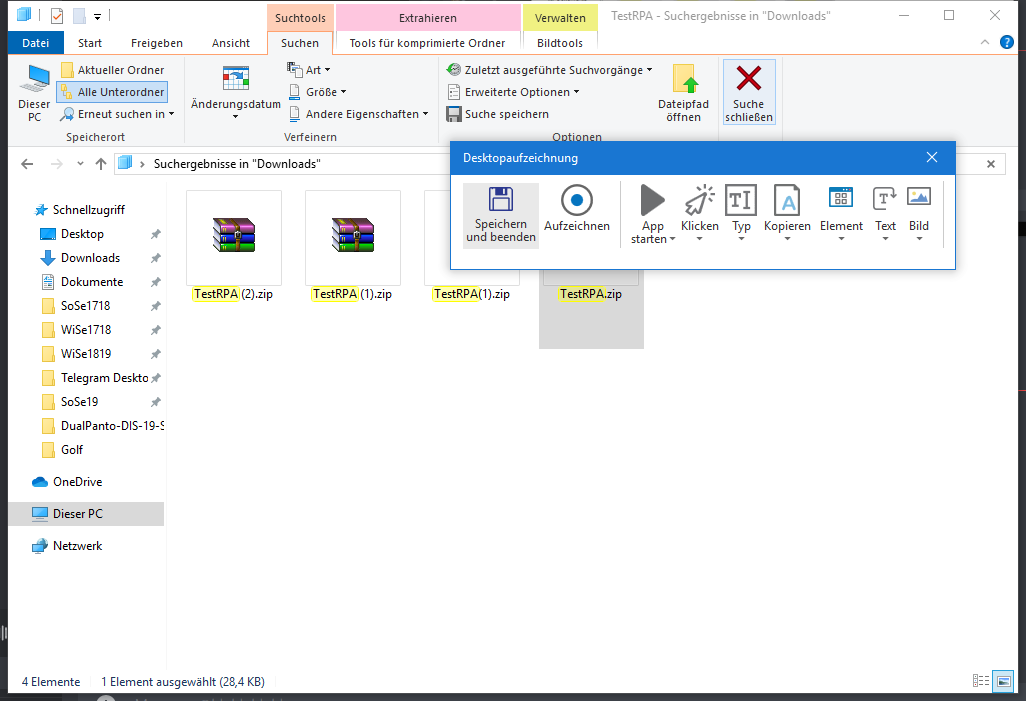 Suchtools
Extrahieren
Verwalten
TestRPA - Suchergebnisse in "Downloads"
Datei
Start
Freigeben
Ansicht
Suchen
Tools für komprimierte Ordner
Bildtools
Dieser
PC
Aktueller Ordner
Alle Unterordner
Erneut suchen in
Speicherort
Änderungsdatum
Art
Größe
Andere Eigenschaften
Verfeinern
Zuletzt ausgeführte Suchvorgänge
Erweiterte Optionen
Suche speichern
Dateipfad
öffnen
Optionen
Suche
schließen
Suchergebnisse in "Downloads"
Desktopaufzeichnung
Speichern
und beenden
Aufzeichnen
App
starten
Klicken
Typ
Kopieren
Element
Text
Bild
Schnellzugriff
Desktop
Downloads
Dokumente
SoSe1718
WiSe1718
WiSe1819
Telegram Deskto
SoSe19
DualPanto-DIS-19-S
Golf
OneDrive
Dieser PC
Netzwerk
TestRPA (2).zip
TestRPA (1).zip
TestRPA(1).zip
TestRPA.zip
4 Elemente
1 Element ausgewählt (28,4 KB)